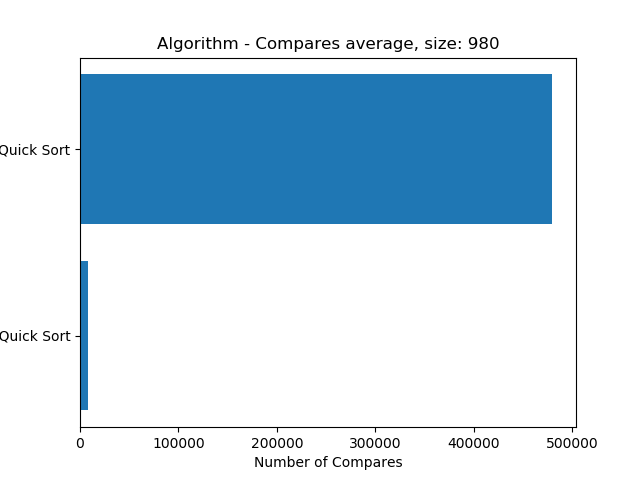 Algorithm - Compares average, size: 980
Quick Sort
Quick Sort
0 100000 200000 300000 400000 500000
Number of Compares